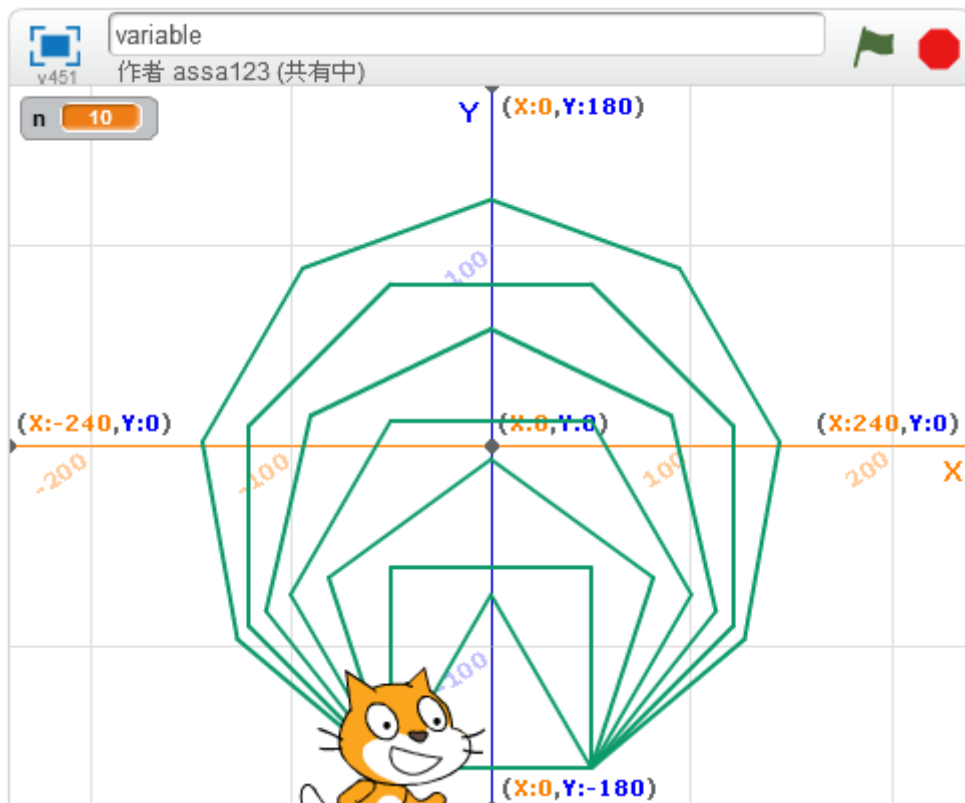 variable
v451
作者 assa123 (共有中)
n 10
Y (X:0,Y:180)
100
(X:-240,Y:0) (X:0,Y:0) (X:240,Y:0)
-200 -100 100 200 X
-100
(X:0,Y:-180)